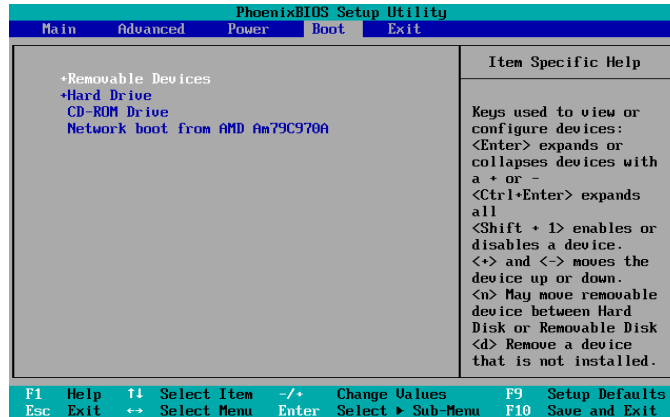 PhoenixBIOS Setup Utility
Main Advanced Power Boot Exit
+Removable Devices
+Hard Drive
CD-ROM Drive
Network boot from AMD Am79C970A
Item Specific Help
Keys used to view or
configure devices:
<Enter> expands or
collapses devices with
a + or -
<Ctrl+Enter> expands
all
<Shift + 1> enables or
disables a device.
<+> and <-> moves the
device up or down.
<n> May move removable
device between Hard
Disk or Removable Disk
<d> Remove a device
that is not installed.
F1 Help ↑↓ Select Item -/+ Change Values F9 Setup Defaults
Esc Exit ↔ Select Menu Enter Select ▶ Sub-Menu F10 Save and Exit